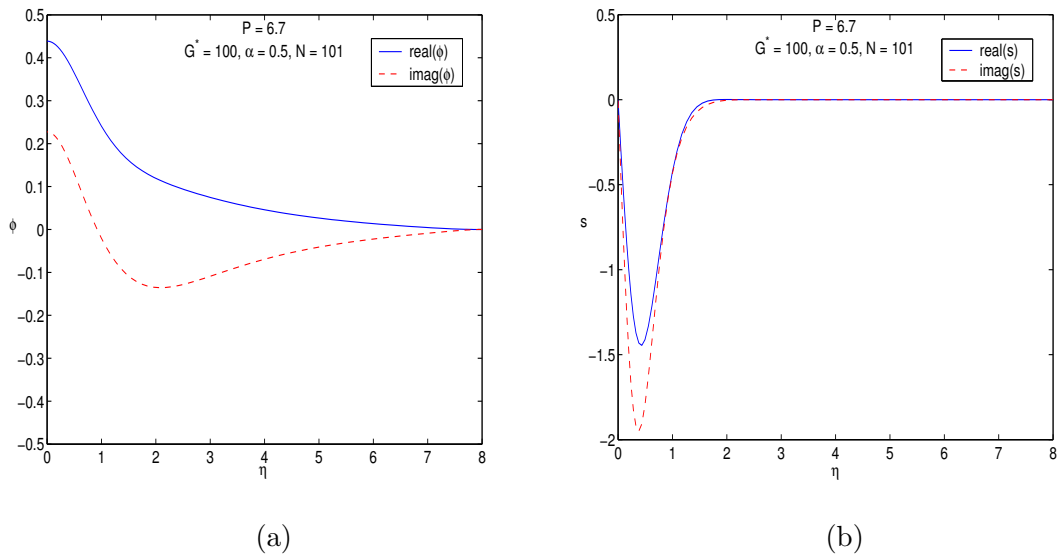 P = 6.7
G* = 100, α = 0.5, N = 101
real(ϕ)
imag(ϕ)
0.5
0.4
0.3
0.2
0.1
0
−0.1
−0.2
−0.3
−0.4
−0.5
ϕ
0 1 2 3 4 5 6 7 8
η
(a)
P = 6.7
G* = 100, α = 0.5, N = 101
real(s)
imag(s)
0.5
0
−0.5
−1
−1.5
−2
s
0 1 2 3 4 5 6 7 8
η
(b)